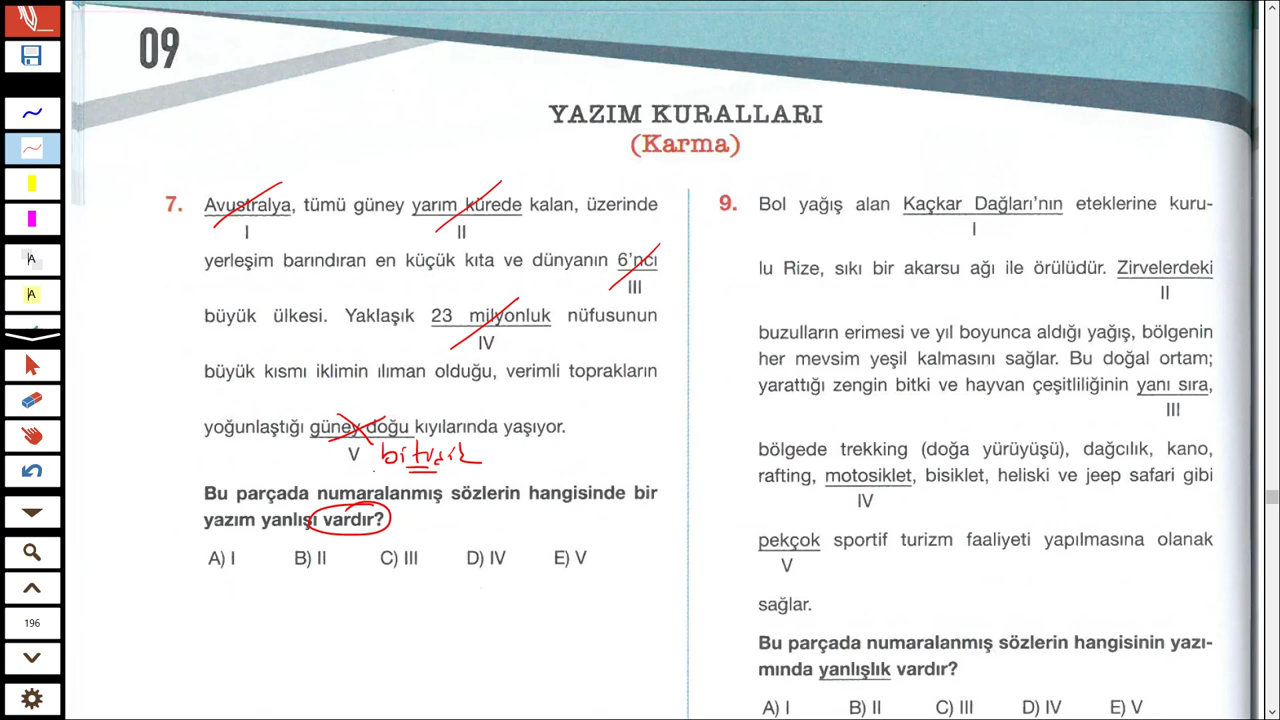 09
YAZIM KURALLARI
(Karma)
7. Avustralya, tümü güney yarım kürede kalan, üzerinde
I II
yerleşim barındıran en küçük kıta ve dünyanın 6'ncı
III
büyük ülkesi. Yaklaşık 23 milyonluk nüfusunun
IV
büyük kısmı iklimin ılıman olduğu, verimli toprakların
yoğunlaştığı güney doğu kıyılarında yaşıyor.
V bitişik
Bu parçada numaralanmış sözlerin hangisinde bir
yazım yanlışı vardır?
A) I B) II C) III D) IV E) V
9. Bol yağış alan Kaçkar Dağları'nın eteklerine kuru-
I
lu Rize, sıkı bir akarsu ağı ile örülüdür. Zirvelerdeki
II
buzulların erimesi ve yıl boyunca aldığı yağış, bölgenin
her mevsim yeşil kalmasını sağlar. Bu doğal ortam;
yarattığı zengin bitki ve hayvan çeşitliliğinin yanı sıra,
III
bölgede trekking (doğa yürüyüşü), dağcılık, kano,
rafting, motosiklet, bisiklet, heliski ve jeep safari gibi
IV
pekçok sportif turizm faaliyeti yapılmasına olanak
V
sağlar.
Bu parçada numaralanmış sözlerin hangisinin yazı-
mında yanlışlık vardır?
A) I B) II C) III D) IV E) V
A
A
196